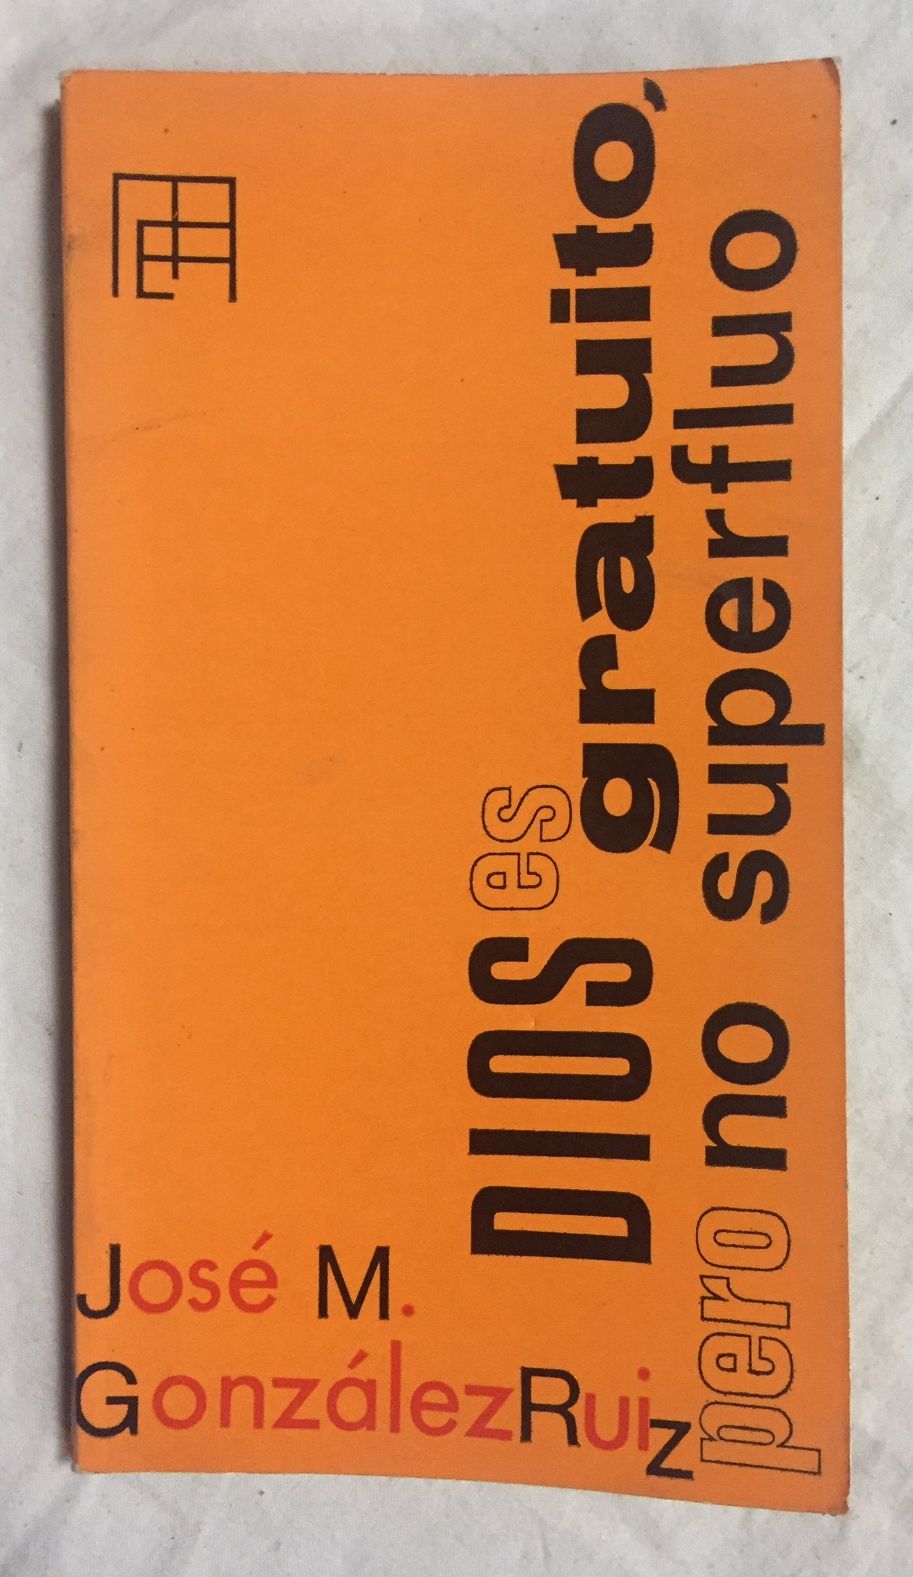 DIOS es gratuito,
pero no superfluo
José M.
GonzálezRuiz